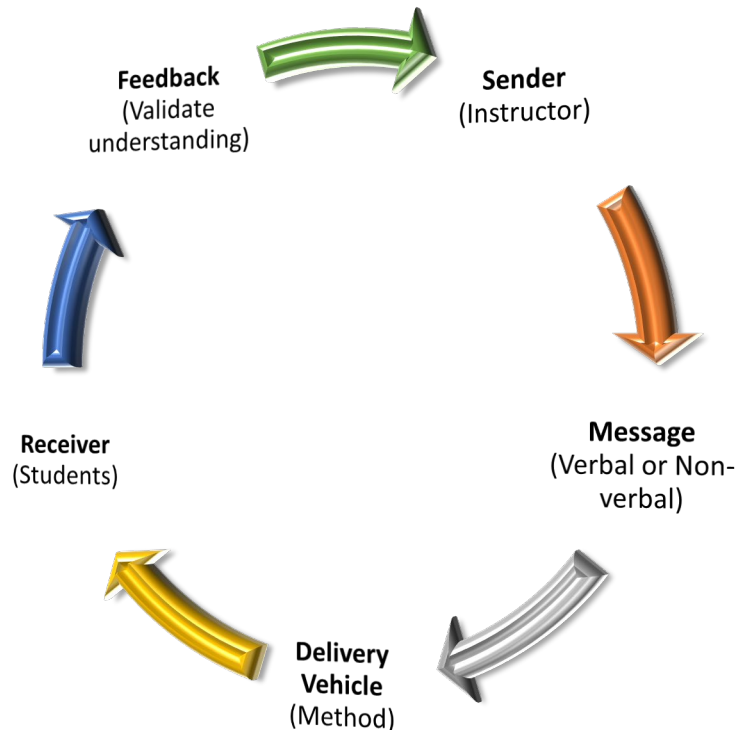 Feedback
(Validate
understanding)
Sender
(Instructor)
Message
(Verbal or Non-
verbal)
Delivery
Vehicle
(Method)
Receiver
(Students)